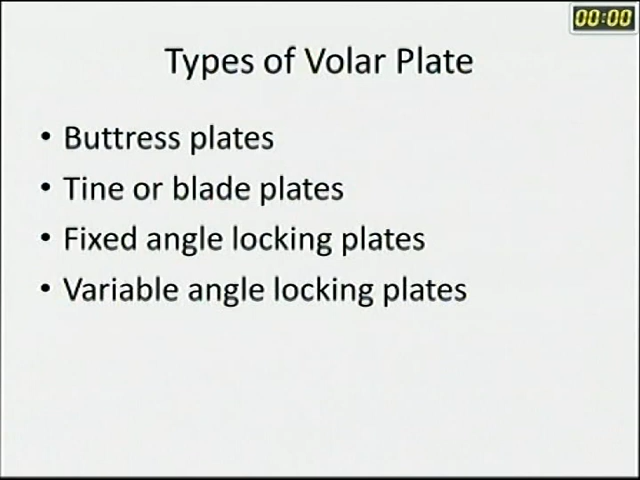 00:00
Types of Volar Plate
• Buttress plates
• Tine or blade plates
• Fixed angle locking plates
• Variable angle locking plates